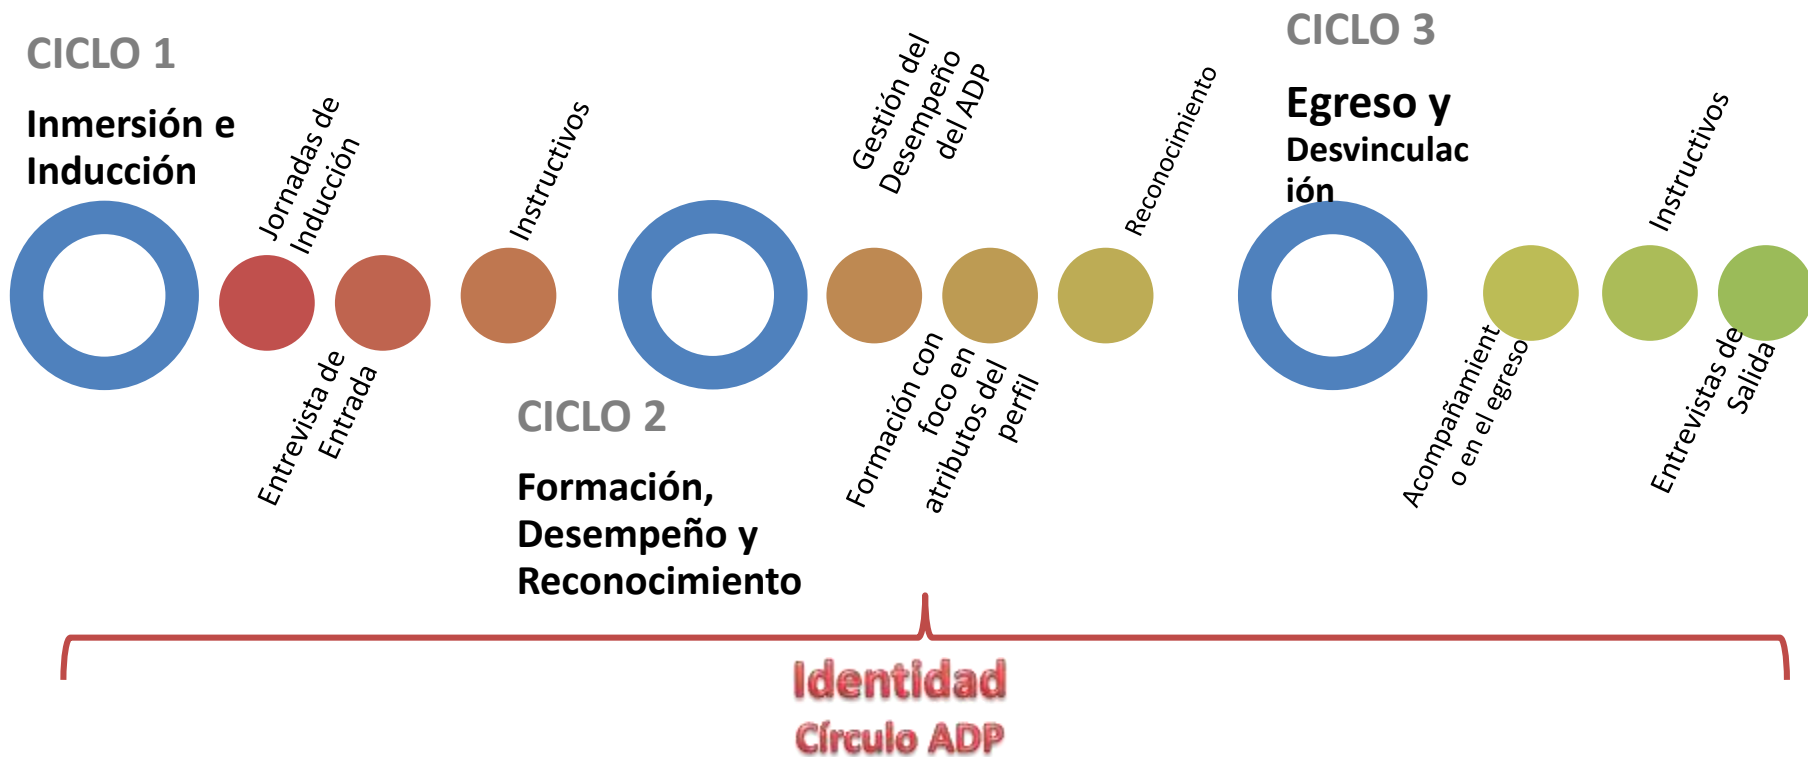 CICLO 1
Inmersión e
Inducción
Jornadas de
Inducción
Entrevista de
Entrada
Instructivos
CICLO 2
Formación,
Desempeño y
Reconocimiento
Gestión del
Desempeño
del ADP
Formación con
foco en
atributos del
perfil
Reconocimiento
CICLO 3
Egreso y
Desvinculac
ión
Acompañamient
o en el egreso
Instructivos
Entrevistas de
Salida
Identidad
Círculo ADP